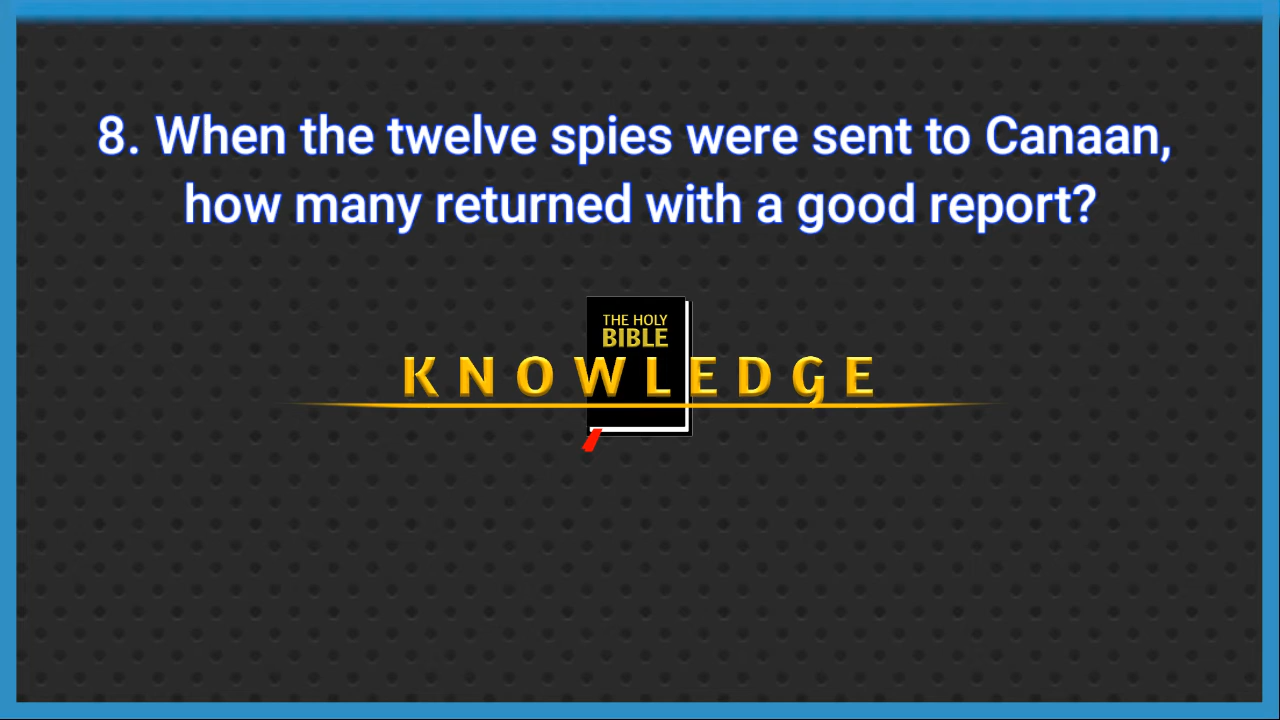 8. When the twelve spies were sent to Canaan,
how many returned with a good report?
THE HOLY
BIBLE
KNOWLEDGE